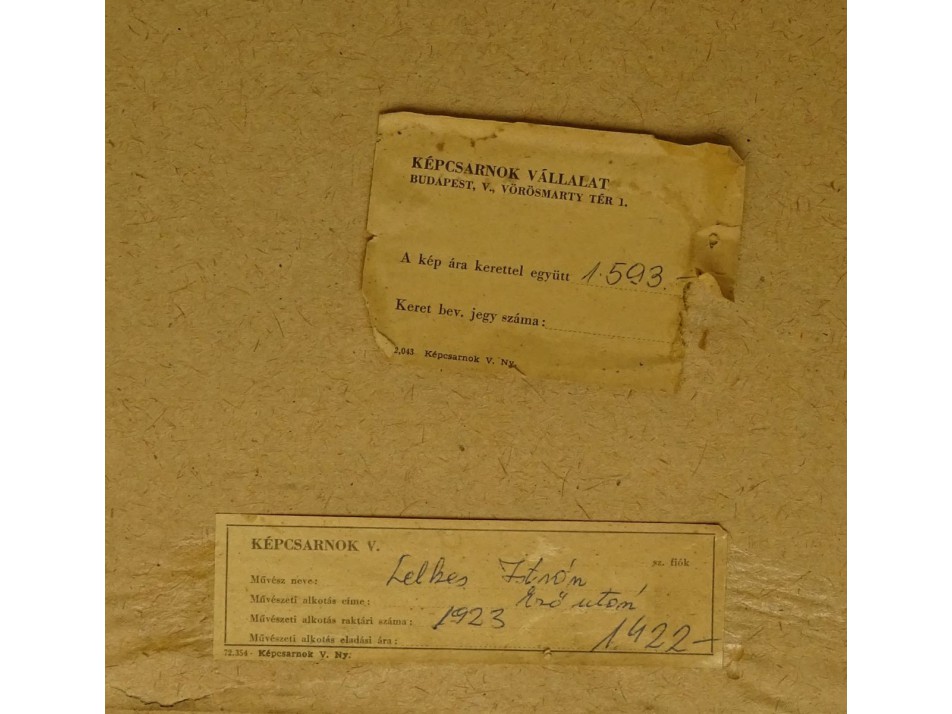 KÉPCSARNOK VÁLLALAT
BUDAPEST, V., VÖRÖSMARTY TÉR 1.
A kép ára kerettel együtt 1.593.—
Keret bev. jegy száma:
2,043 Képcsarnok V. Ny.
KÉPCSARNOK V.
sz. fiók
Művész neve: Lelkes István
Művészeti alkotás címe: Eső után
Művészeti alkotás raktári száma: 1923
Művészeti alkotás eladási ára: 1.422—
72.354 - Képcsarnok V. Ny.